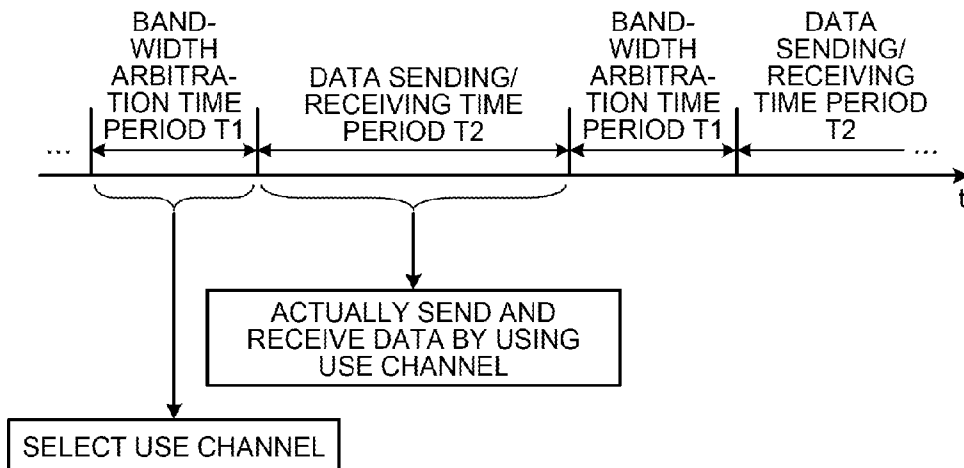 BAND-
WIDTH
ARBITRA-
TION TIME
PERIOD T1
DATA SENDING/
RECEIVING TIME
PERIOD T2
BAND-
WIDTH
ARBITRA-
TION TIME
PERIOD T1
DATA
SENDING/
RECEIVING
TIME PERIOD
T2
...
...
t
ACTUALLY SEND AND
RECEIVE DATA BY USING
USE CHANNEL
SELECT USE CHANNEL